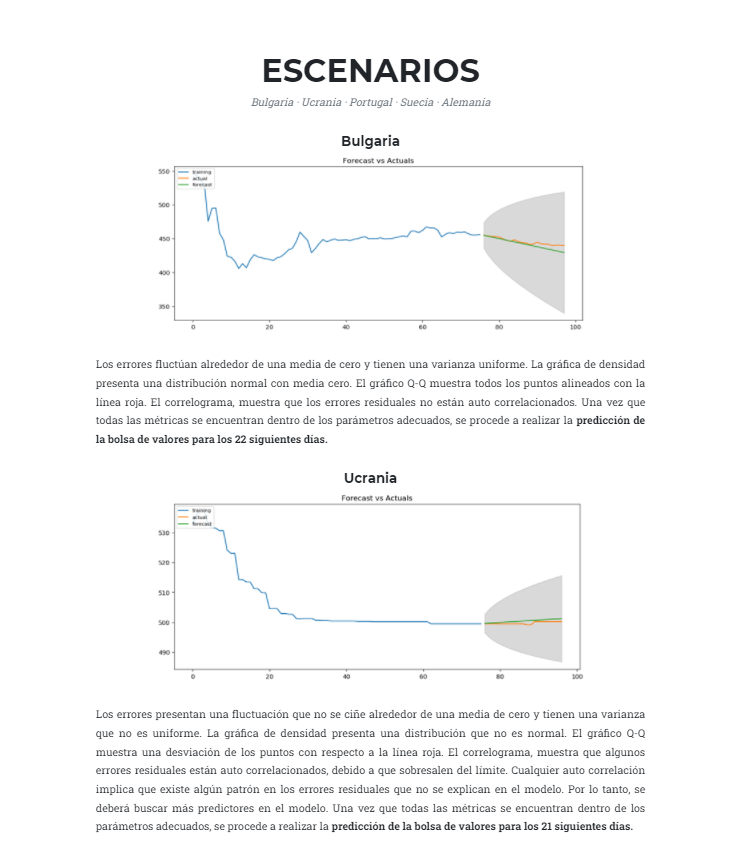 ESCENARIOS
Bulgaria · Ucrania · Portugal · Suecia · Alemania
Bulgaria
Forecast vs Actuals
training
actual
forecast
550
500
450
400
350
0 20 40 60 80 100
Los errores fluctúan alrededor de una media de cero y tienen una varianza uniforme. La gráfica de densidad
presenta una distribución normal con media cero. El gráfico Q-Q muestra todos los puntos alineados con la
línea roja. El correlograma, muestra que los errores residuales no están auto correlacionados. Una vez que
todas las métricas se encuentran dentro de los parámetros adecuados, se procede a realizar la predicción de
la bolsa de valores para los 22 siguientes días.
Ucrania
Forecast vs Actuals
training
actual
forecast
530
520
510
500
490
0 20 40 60 80 100
Los errores presentan una fluctuación que no se ciñe alrededor de una media de cero y tienen una varianza
que no es uniforme. La gráfica de densidad presenta una distribución que no es normal. El gráfico Q-Q
muestra una desviación de los puntos con respecto a la línea roja. El correlograma, muestra que algunos
errores residuales están auto correlacionados, debido a que sobresalen del límite. Cualquier auto correlación
implica que existe algún patrón en los errores residuales que no se explican en el modelo. Por lo tanto, se
deberá buscar más predictores en el modelo. Una vez que todas las métricas se encuentran dentro de los
parámetros adecuados, se procede a realizar la predicción de la bolsa de valores para los 21 siguientes días.